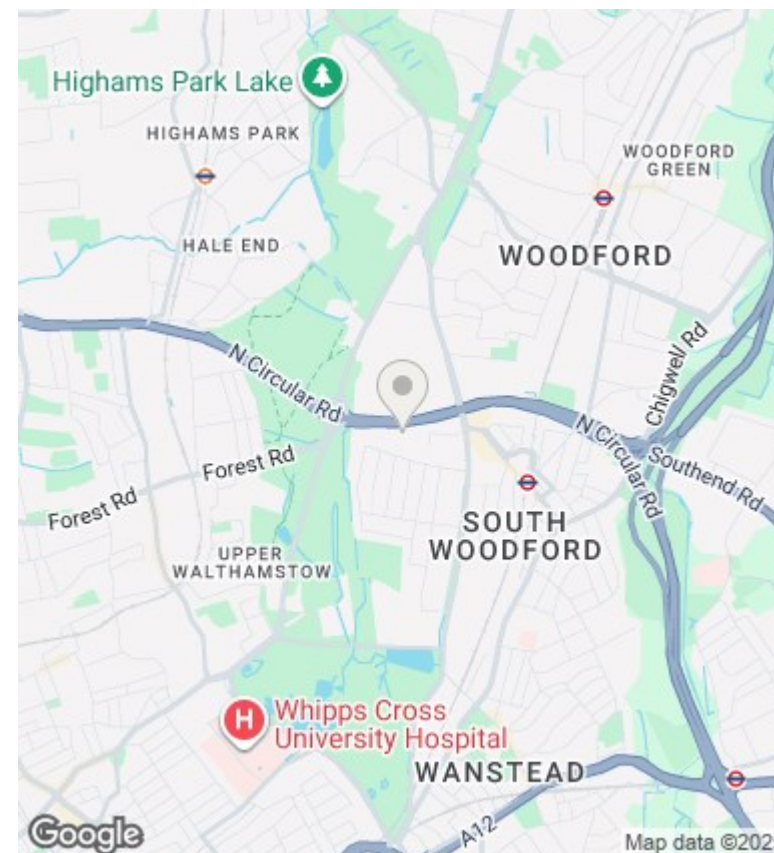 Highams Park Lake
HIGHAMS PARK
WOODFORD
GREEN
HALE END
WOODFORD
Chigwell Rd
N Circular Rd
N Circular Rd
Southend Rd
Forest Rd
Forest Rd
SOUTH
WOODFORD
UPPER
WALTHAMSTOW
H
Whipps Cross
University Hospital
WANSTEAD
A12
Google
Map data ©202